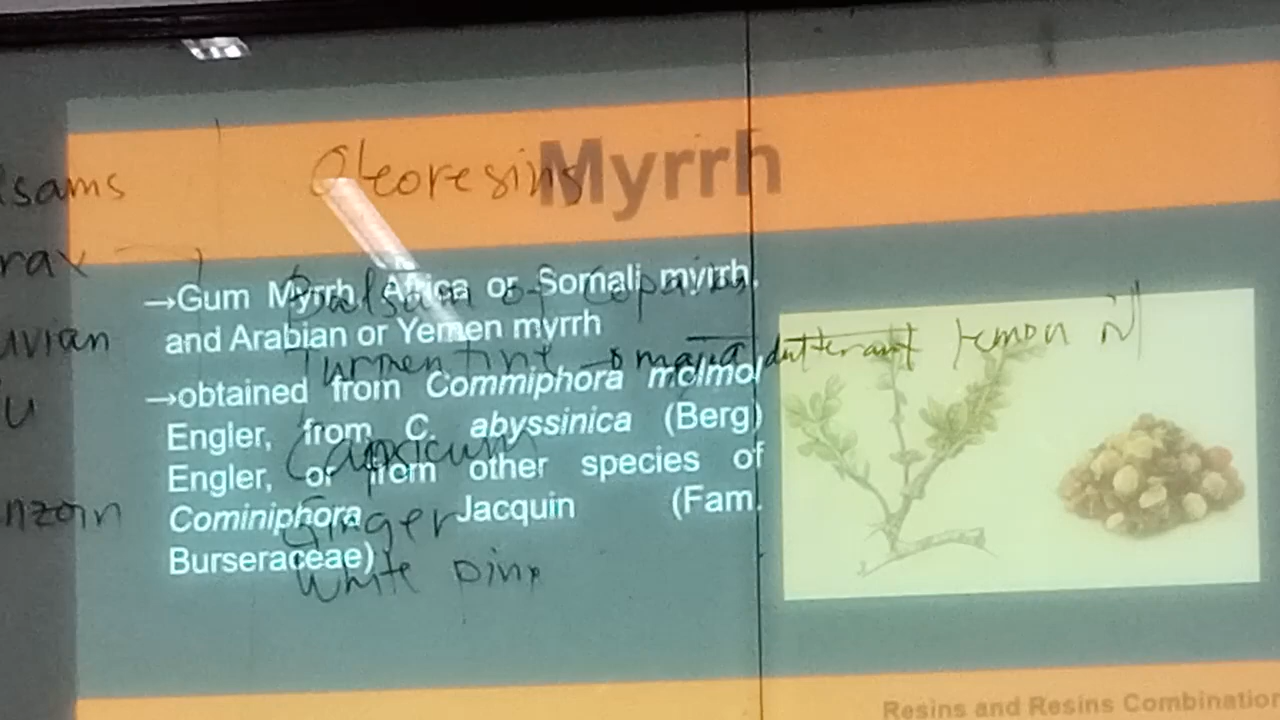 Myrrh
→Gum Myrrh, Africa or Somali myrrh,
and Arabian or Yemen myrrh
→obtained from Commiphora molmol
Engler, from C. abyssinica (Berg)
Engler, or from other species of
Cominiphora Jacquin (Fam.
Burseraceae)
Resins and Resins Combination
lsams
rax
uvian
u
nzoin
Oleoresins
Balsam of Copaiba
Turmentine
lemon oil
Capsicum
Ginger
White pine